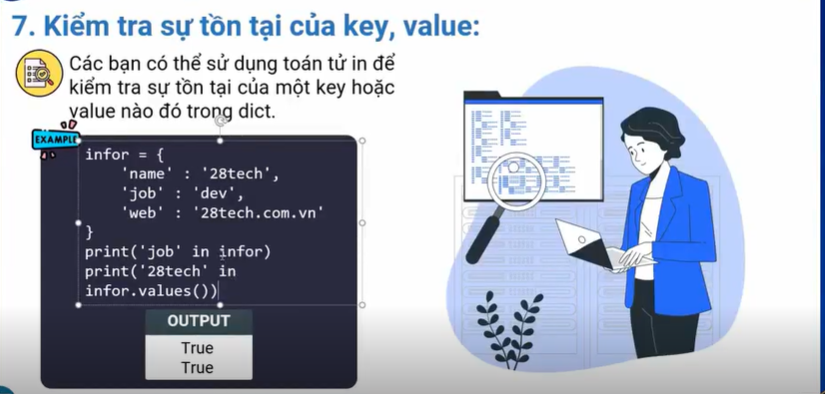 7. Kiểm tra sự tồn tại của key, value:
Các bạn có thể sử dụng toán tử in để
kiểm tra sự tồn tại của một key hoặc
value nào đó trong dict.
EXAMPLE
infor = {
    'name' : '28tech',
    'job' : 'dev',
    'web' : '28tech.com.vn'
}
print('job' in infor)
print('28tech' in
infor.values())
OUTPUT
True
True